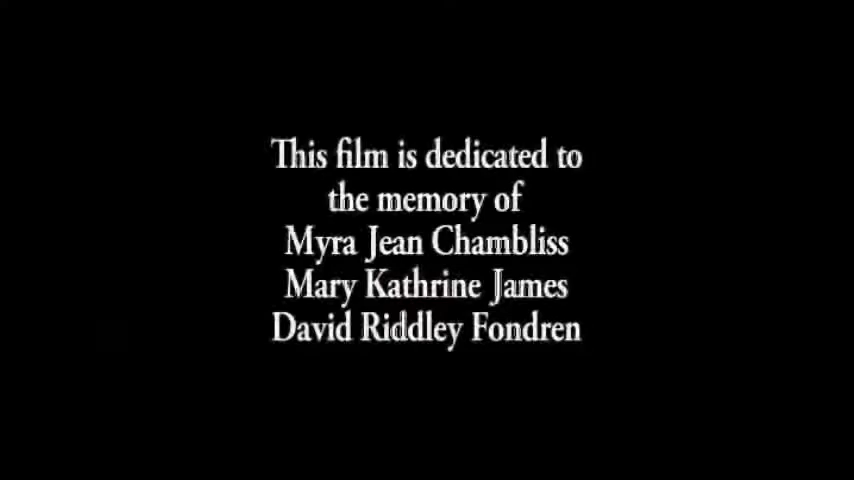 This film is dedicated to
the memory of
Myra Jean Chambliss
Mary Kathrine James
David Riddley Fondren